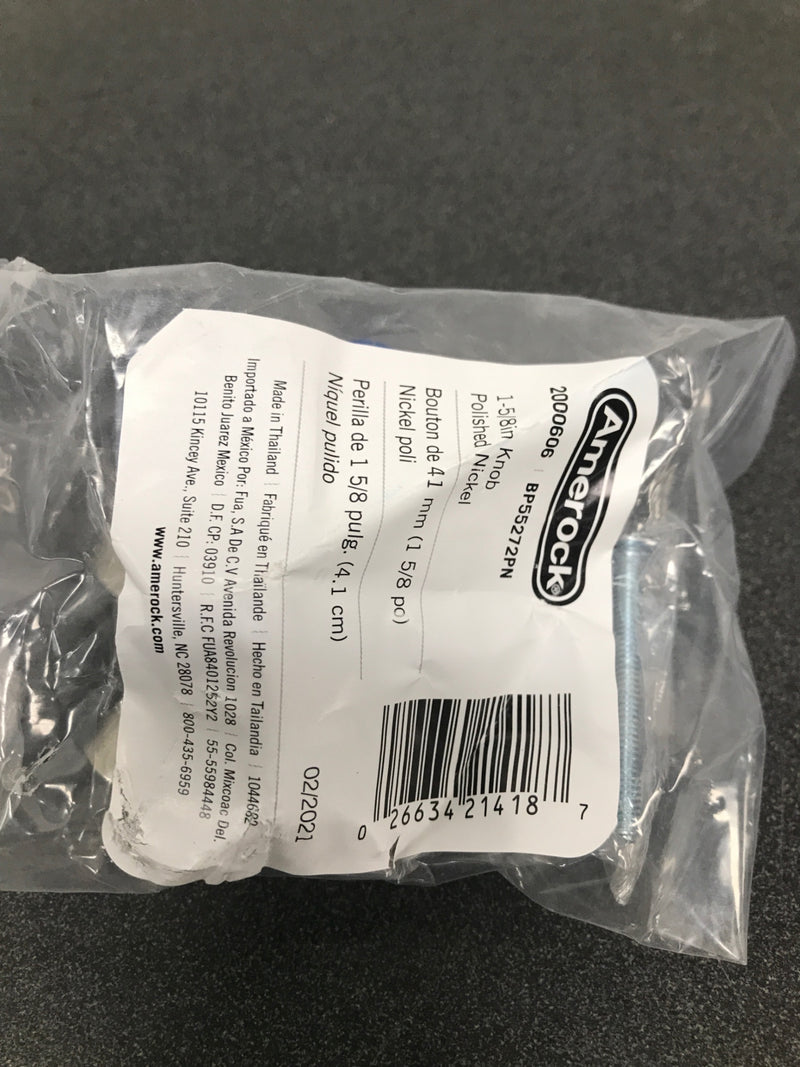 Amerock®
2000606 | BP55272PN
1-5/8in Knob
Polished Nickel
Bouton de 41 mm (1 5/8 po)
Nickel poli
Perilla de 1 5/8 pulg. (4.1 cm)
Níquel pulido
0 26634 21418 7
02/2021
Made in Thailand | Fabriqué en Thailande | Hecho en Tailandia | 1044682
Importado a México Por: Fua, S.A De C.V Avenida Revolucion 1028 | Col. Mixcoac Del.
Benito Juarez Mexico | D.F. CP: 03910 | R.F.C FUA8401252Y2 | 55-55984448
10115 Kincey Ave., Suite 210 | Huntersville, NC 28078 | 800-435-6959
www.amerock.com